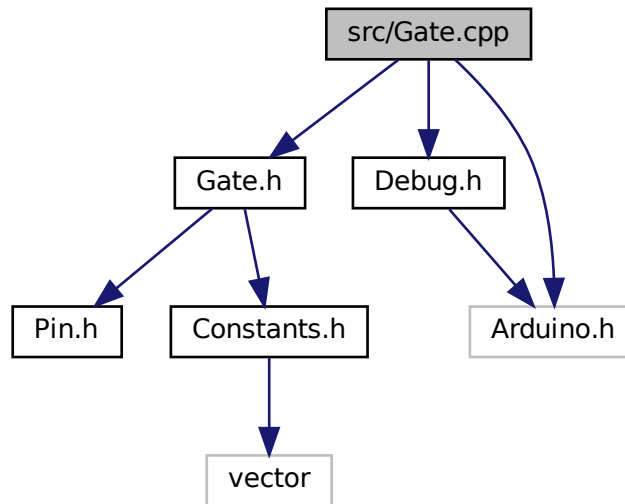 src/Gate.cpp
Gate.h
Debug.h
Pin.h
Constants.h
Arduino.h
vector